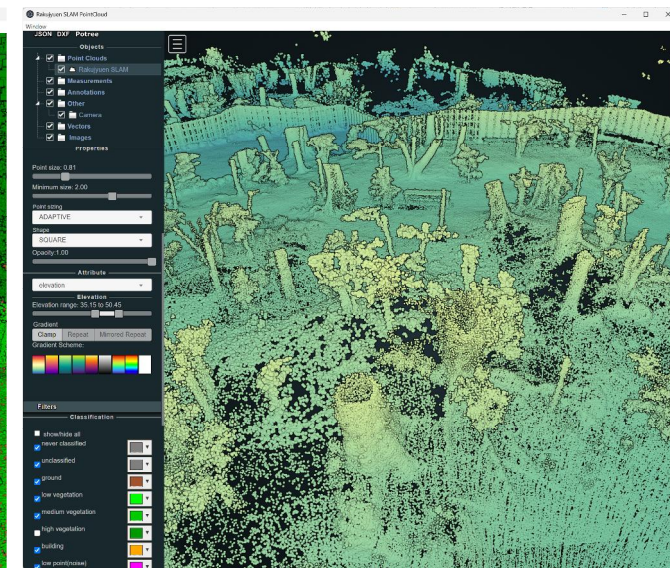 Rakujyuen SLAM PointCloud
Window
JSON DXF Potree
Objects
Point Clouds
Rakujyuen SLAM
Measurements
Annotations
Other
Camera
Vectors
Images
Properties
Point size: 0.81
Minimum size: 2.00
Point sizing
ADAPTIVE
Shape
SQUARE
Opacity:1.00
Attribute
elevation
Elevation
Elevation range: 35.15 to 50.45
Gradient
Clamp Repeat Mirrored Repeat
Gradient Scheme:
Filters
Classification
show/hide all
never classified
unclassified
ground
low vegetation
medium vegetation
high vegetation
building
low point(noise)